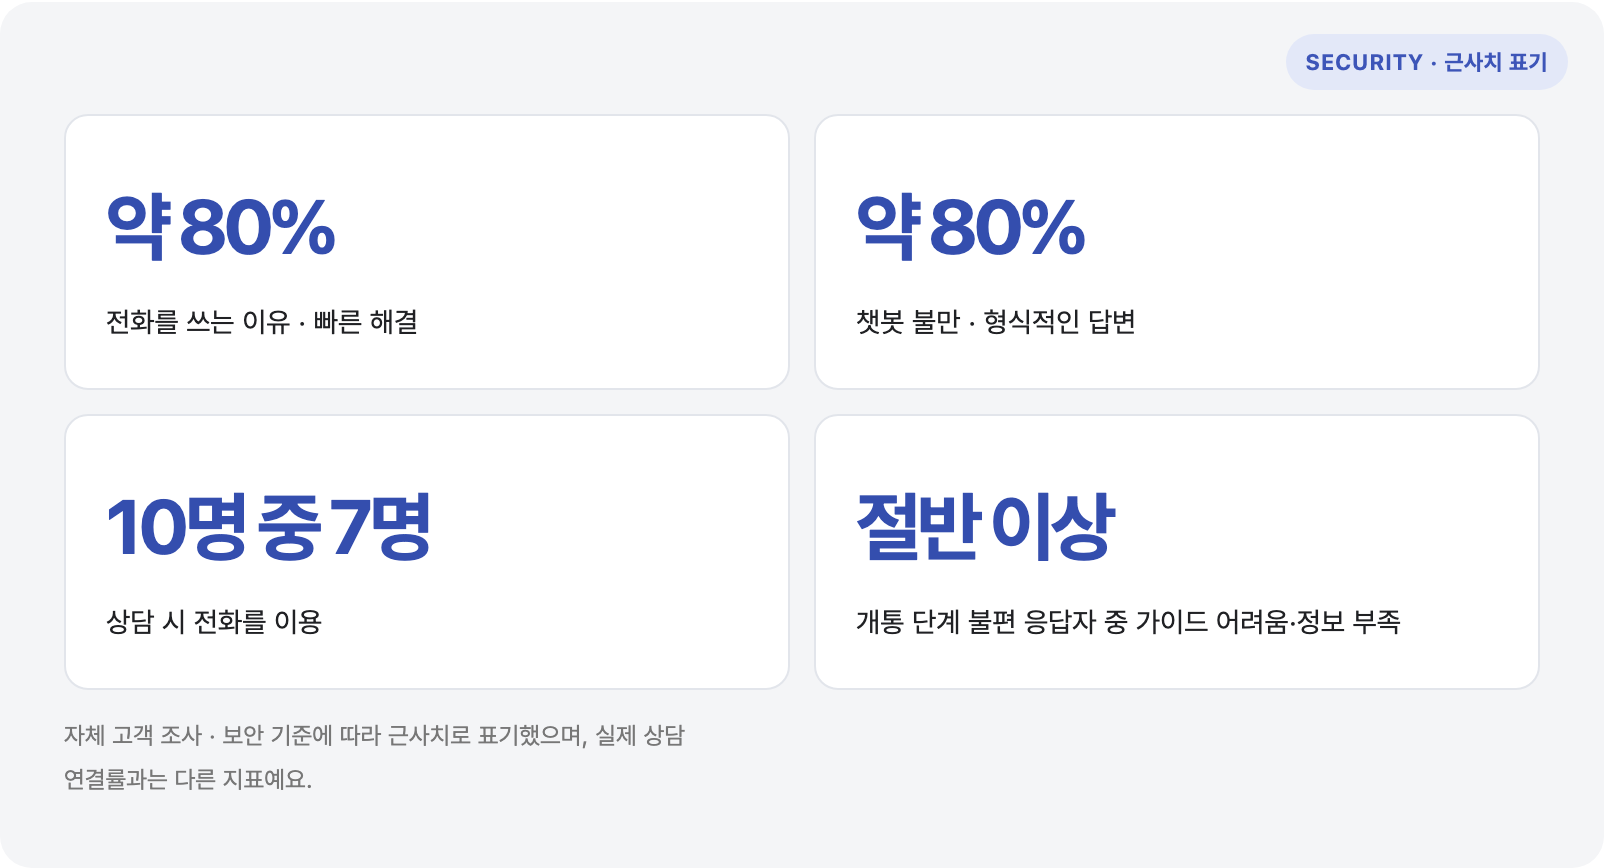 SECURITY · 근사치 표기
약 80%
전화를 쓰는 이유 · 빠른 해결
약 80%
챗봇 불만 · 형식적인 답변
10명 중 7명
상담 시 전화를 이용
절반 이상
개통 단계 불편 응답자 중 가이드 어려움·정보 부족
자체 고객 조사 · 보안 기준에 따라 근사치로 표기했으며, 실제 상담
연결률과는 다른 지표예요.